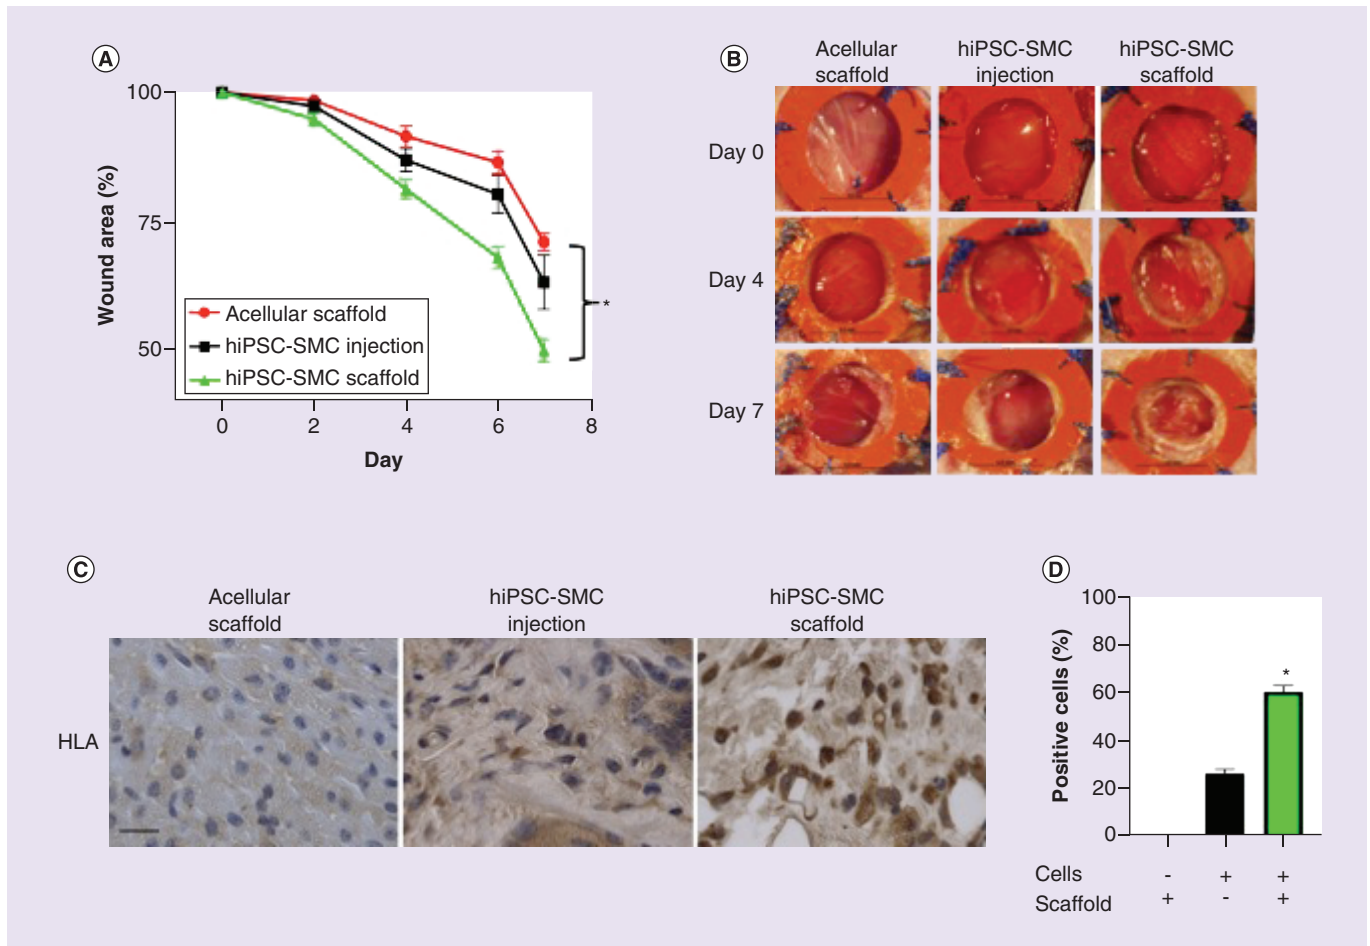 A
100
75
50
Wound area (%)
Acellular scaffold
hiPSC-SMC injection
hiPSC-SMC scaffold
*
0 2 4 6 8
Day
B
Acellular scaffold
hiPSC-SMC injection
hiPSC-SMC scaffold
Day 0
Day 4
Day 7
C
Acellular scaffold
hiPSC-SMC injection
hiPSC-SMC scaffold
HLA
D
100
80
60
40
20
0
Positive cells (%)
*
Cells - + +
Scaffold + - +